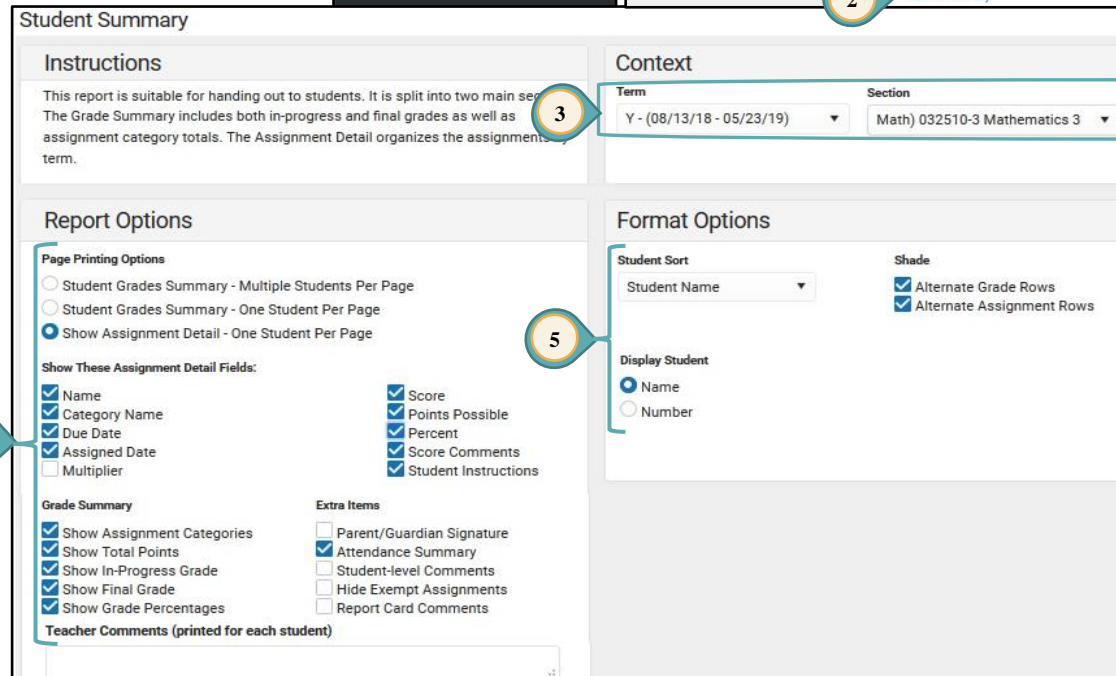 2
Student Summary
Instructions
This report is suitable for handing out to students. It is split into two main
The Grade Summary includes both in-progress and final grades as well as
assignment category totals. The Assignment Detail organizes the assignments
term.
Context
3
Term
Section
Y - (08/13/18 - 05/23/19)
Math) 032510-3 Mathematics 3
Report Options
Page Printing Options
Student Grades Summary - Multiple Students Per Page
Student Grades Summary - One Student Per Page
Show Assignment Detail - One Student Per Page
Show These Assignment Detail Fields:
Name
Category Name
Due Date
Assigned Date
Multiplier
Score
Points Possible
Percent
Score Comments
Student Instructions
Grade Summary
Show Assignment Categories
Show Total Points
Show In-Progress Grade
Show Final Grade
Show Grade Percentages
Extra Items
Parent/Guardian Signature
Attendance Summary
Student-level Comments
Hide Exempt Assignments
Report Card Comments
Teacher Comments (printed for each student)
Format Options
5
Student Sort
Student Name
Shade
Alternate Grade Rows
Alternate Assignment Rows
Display Student
Name
Number